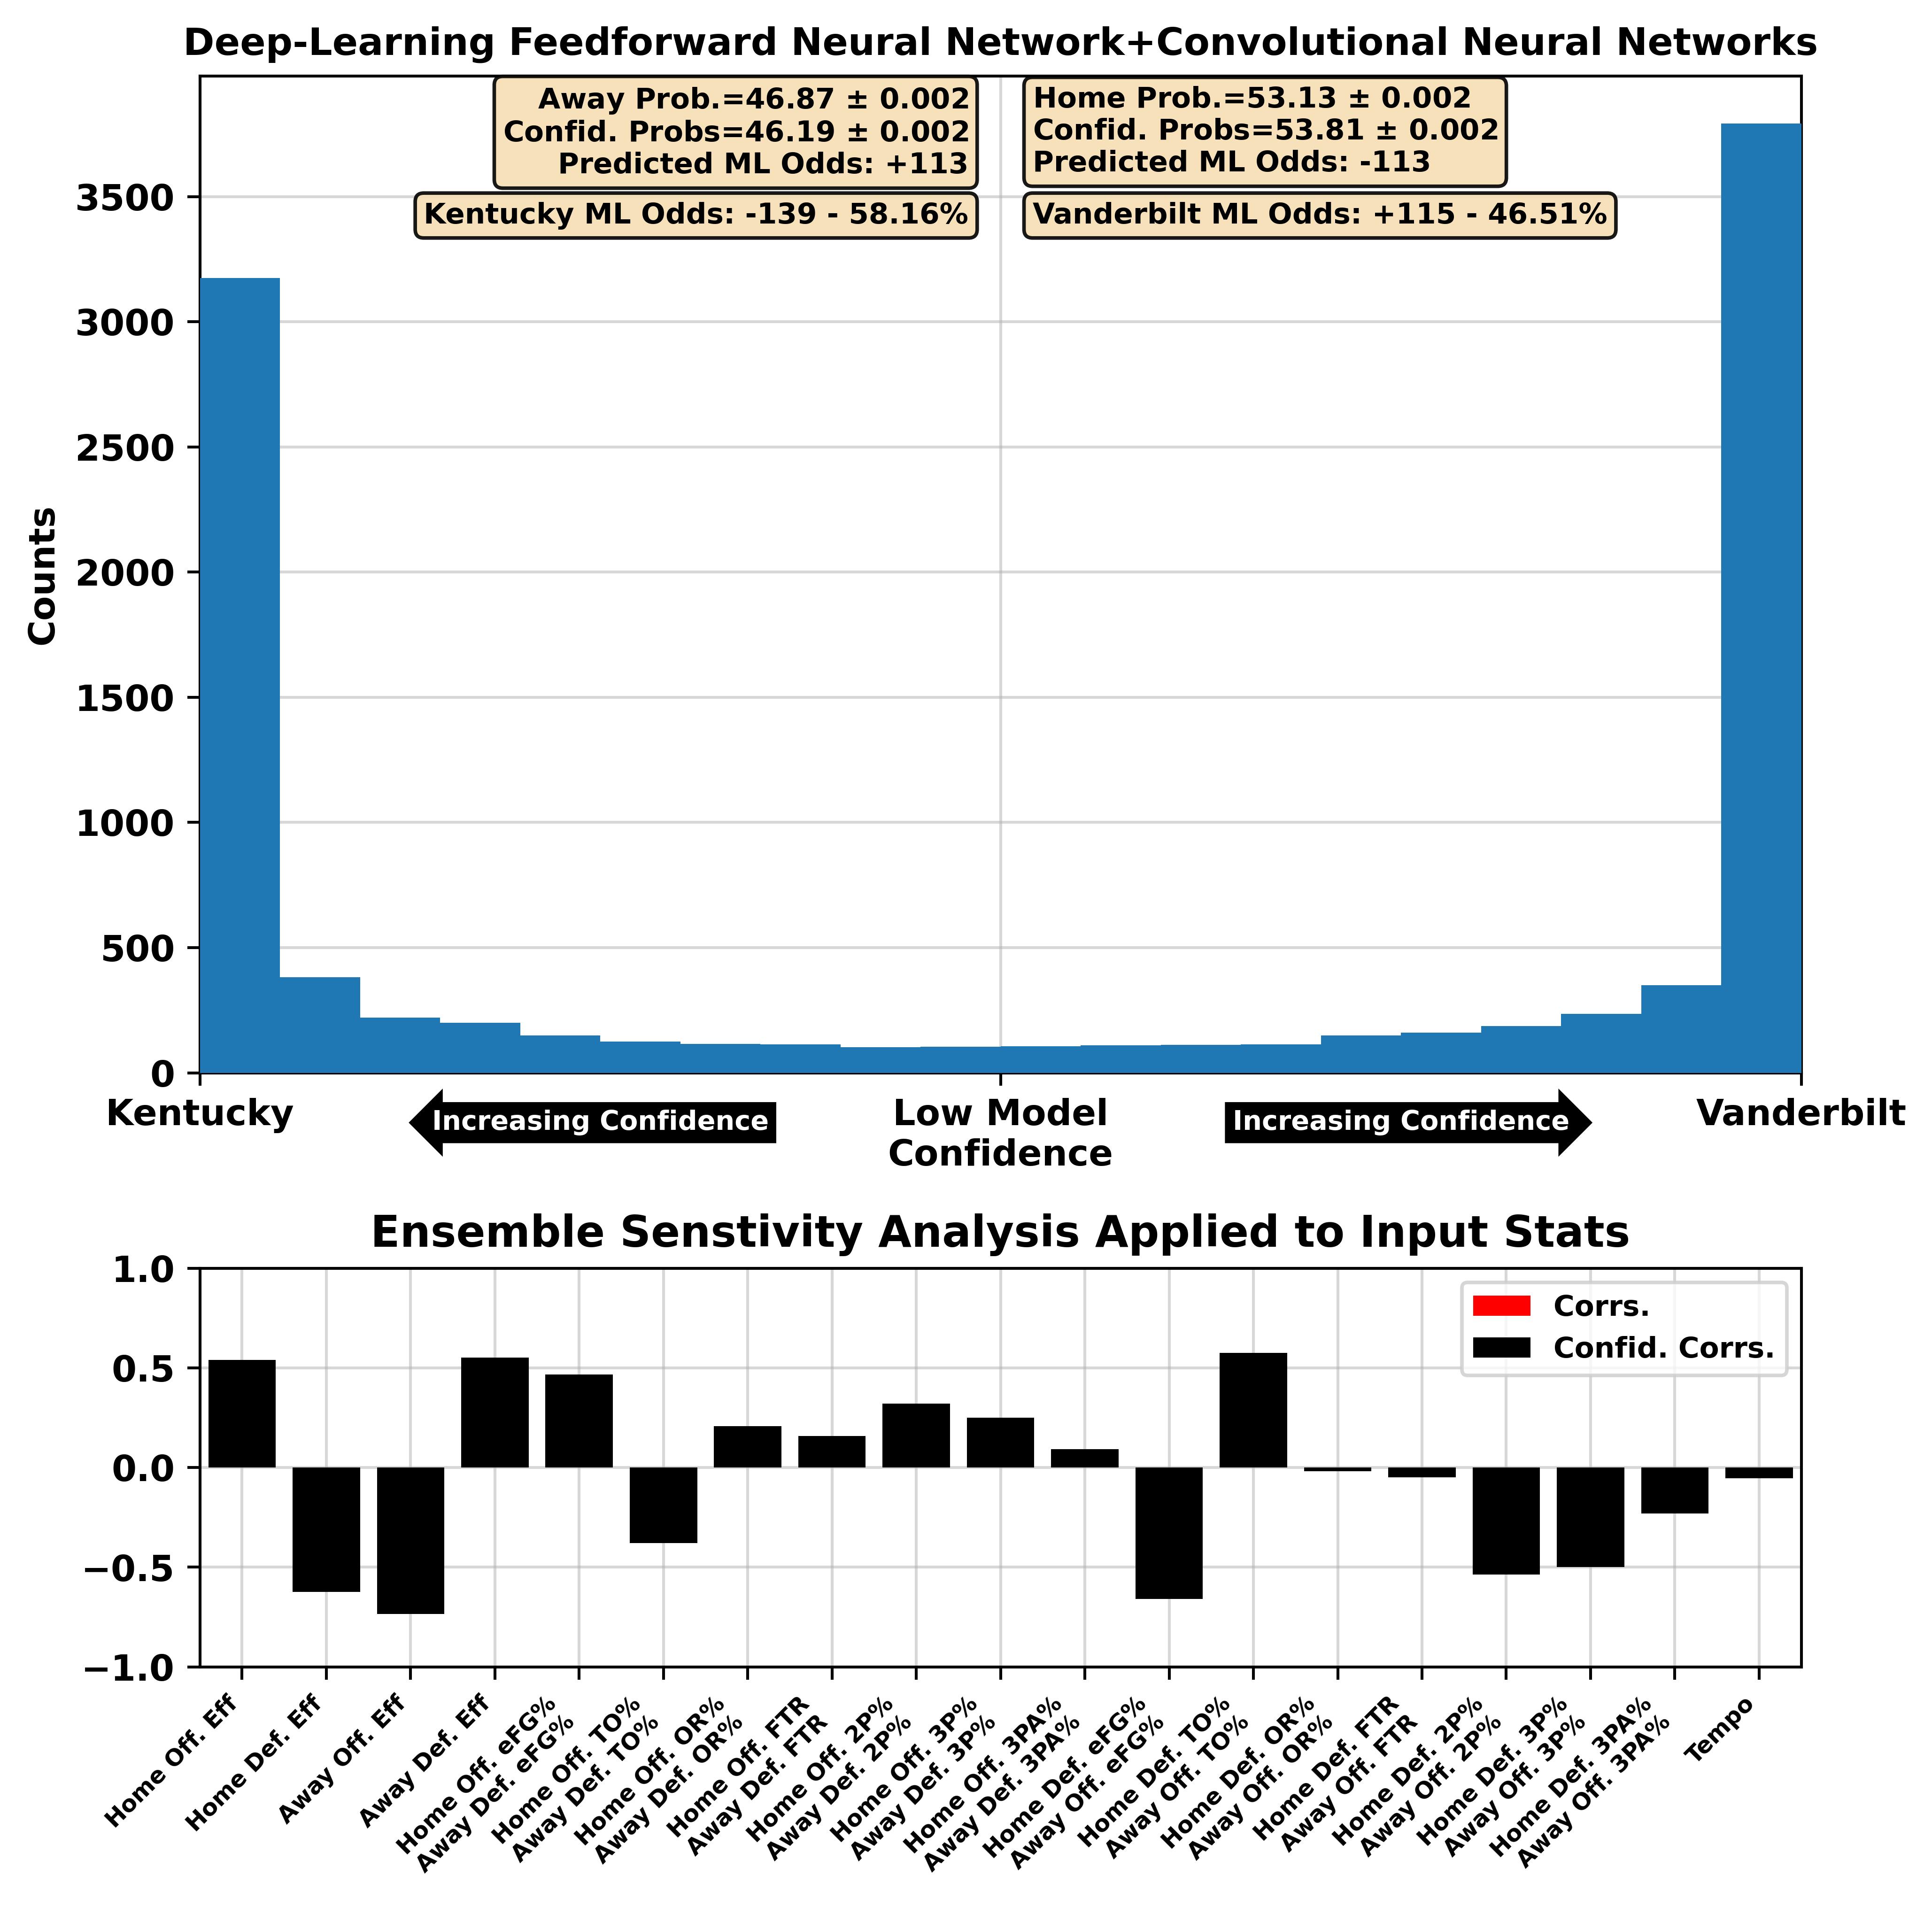 Deep-Learning Feedforward Neural Network+Convolutional Neural Networks
Away Prob.=46.87 ± 0.002
Confid. Probs=46.19 ± 0.002
Predicted ML Odds: +113
Kentucky ML Odds: -139 - 58.16%
Home Prob.=53.13 ± 0.002
Confid. Probs=53.81 ± 0.002
Predicted ML Odds: -113
Vanderbilt ML Odds: +115 - 46.51%
Counts
3500
3000
2500
2000
1500
1000
500
0
Kentucky
Increasing Confidence
Low Model
Confidence
Increasing Confidence
Vanderbilt
Ensemble Senstivity Analysis Applied to Input Stats
1.0
0.5
0.0
−0.5
−1.0
Corrs.
Confid. Corrs.
Home Off. Eff
Home Def. Eff
Away Off. Eff
Away Def. Eff
Home Off. eFG%
Away Def. eFG%
Home Off. TO%
Away Def. TO%
Home Off. OR%
Away Def. OR%
Home Off. FTR
Away Def. FTR
Home Off. 2P%
Away Def. 2P%
Home Off. 3P%
Away Def. 3P%
Home Off. 3PA%
Away Def. 3PA%
Home Def. eFG%
Away Off. eFG%
Home Def. TO%
Away Off. TO%
Home Def. OR%
Away Off. OR%
Home Def. FTR
Away Off. FTR
Home Def. 2P%
Away Off. 2P%
Home Def. 3P%
Away Off. 3P%
Home Def. 3PA%
Away Off. 3PA%
Tempo